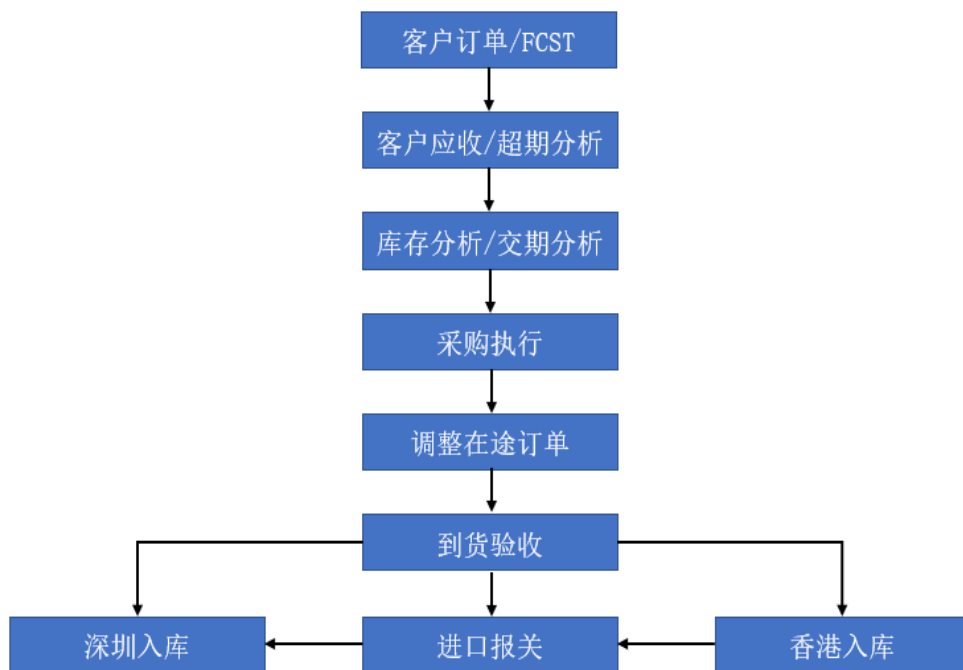 客户订单/FCST
客户应收/超期分析
库存分析/交期分析
采购执行
调整在途订单
到货验收
深圳入库
进口报关
香港入库